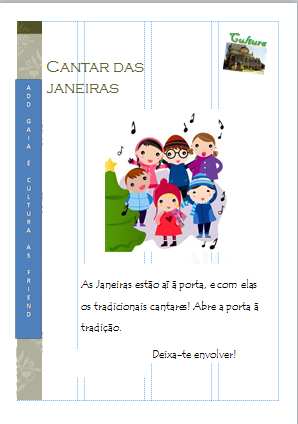 Cultura
CANTAR DAS
JANEIRAS
ADD GAIA É CULTURA AS FRIEND
As Janeiras estão aí à porta, e com elas
os tradicionais cantares! Abre a porta à
tradição.
Deixa-te envolver!